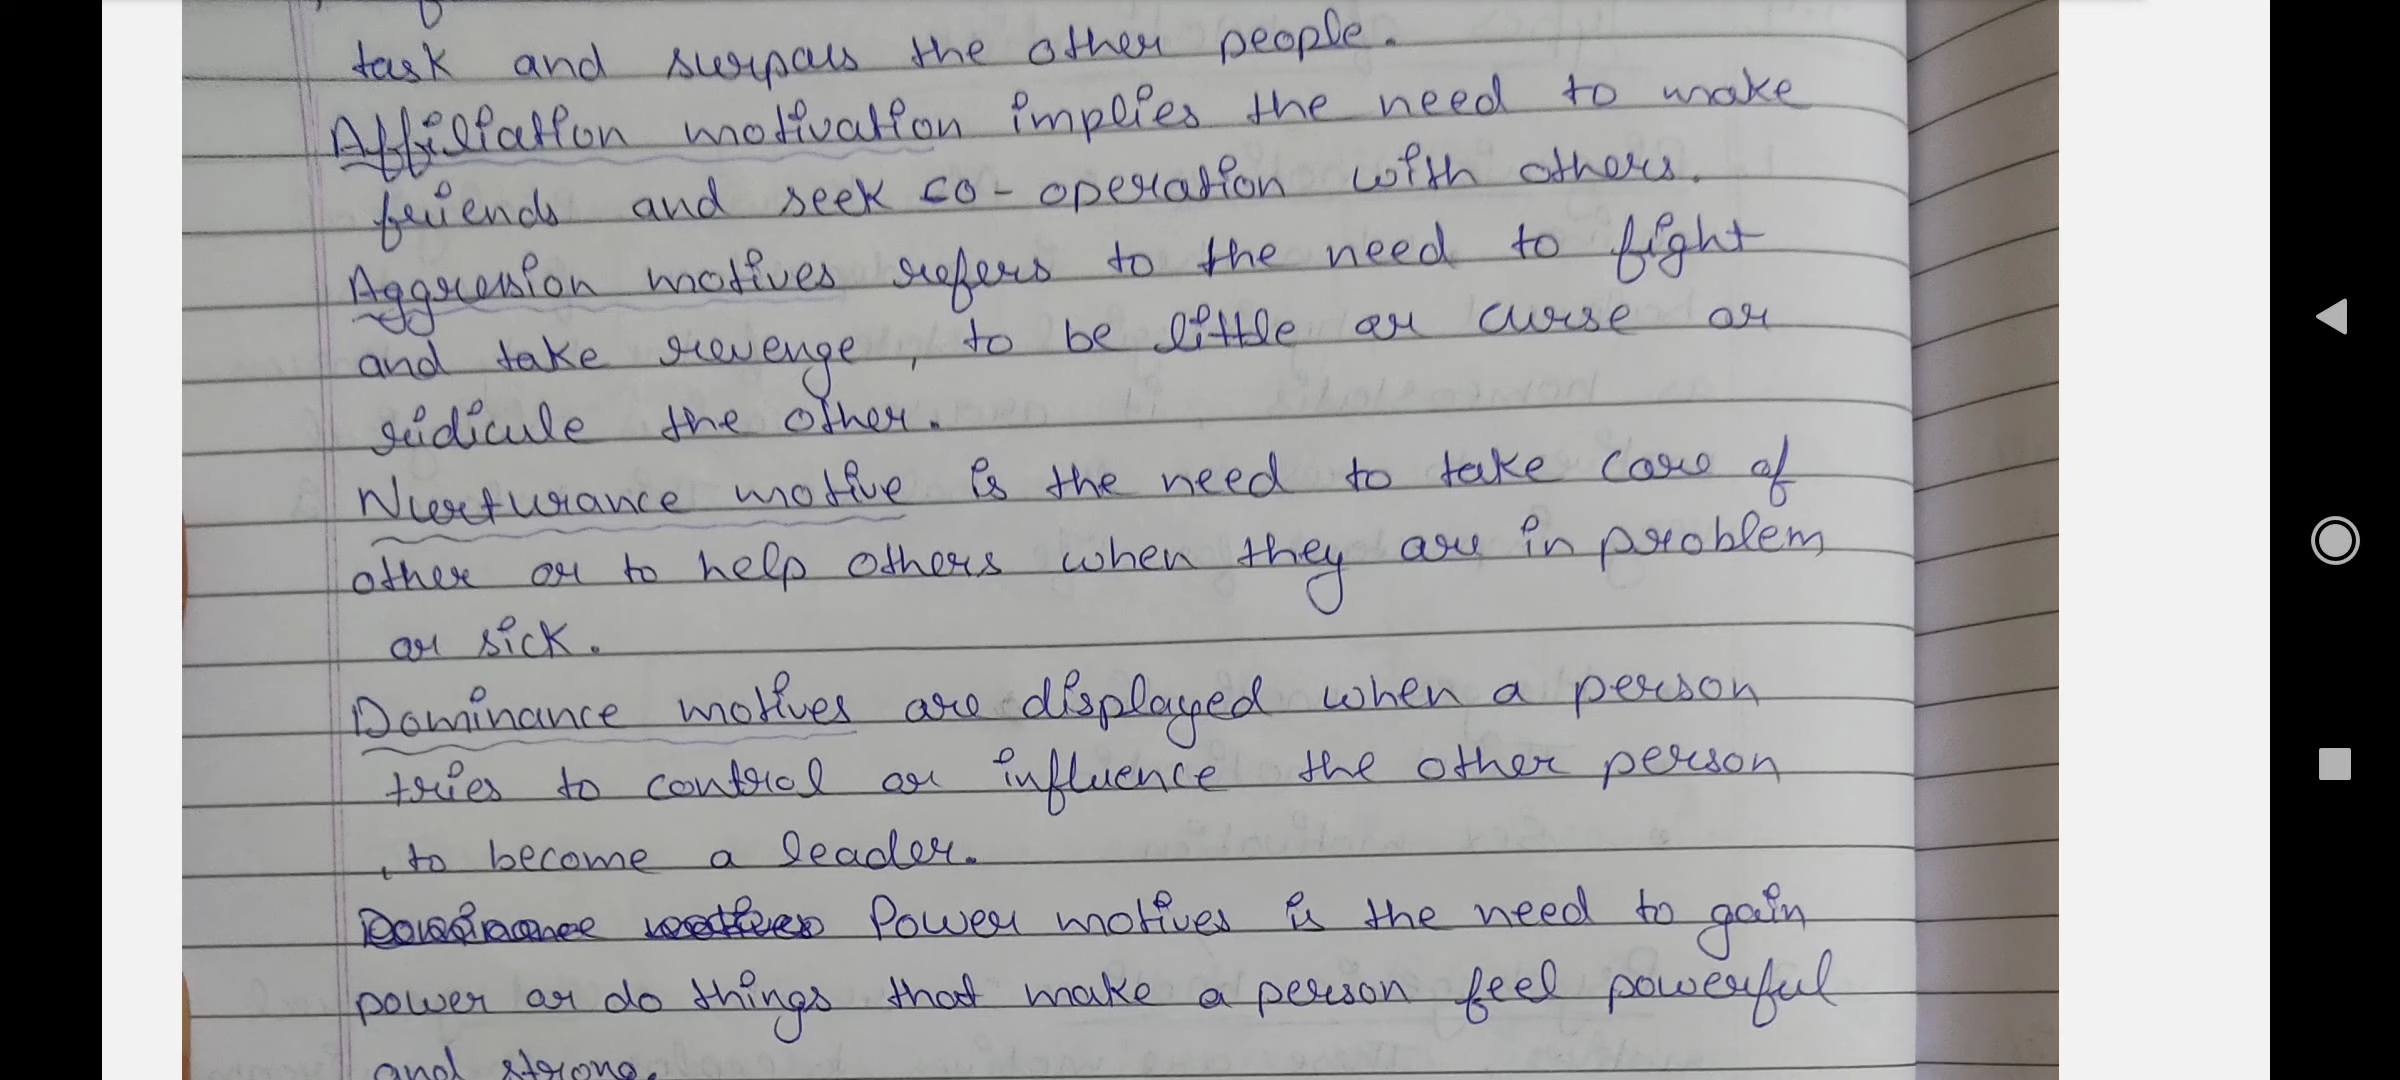 task and surpass the other people.
Affiliation motivation implies the need to make
friends and seek co-operation with others.
Aggression motives refers to the need to fight
and take revenge, to be little or curse or
ridicule the other.
Nurturance motive is the need to take care of
other or to help others when they are in problem
or sick.
Dominance motives are displayed when a person
tries to control or influence the other person
, to become a leader.
Dominance motives Power motives is the need to gain
power or do things that make a person feel powerful
and strong.